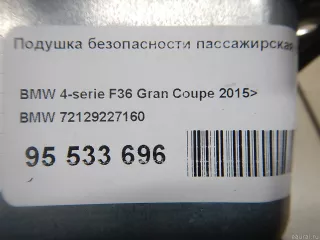 Подушка безопасности пассажирская
BMW 4-serie F36 Gran Coupe 2015>
BMW 72129227160
95 533 696